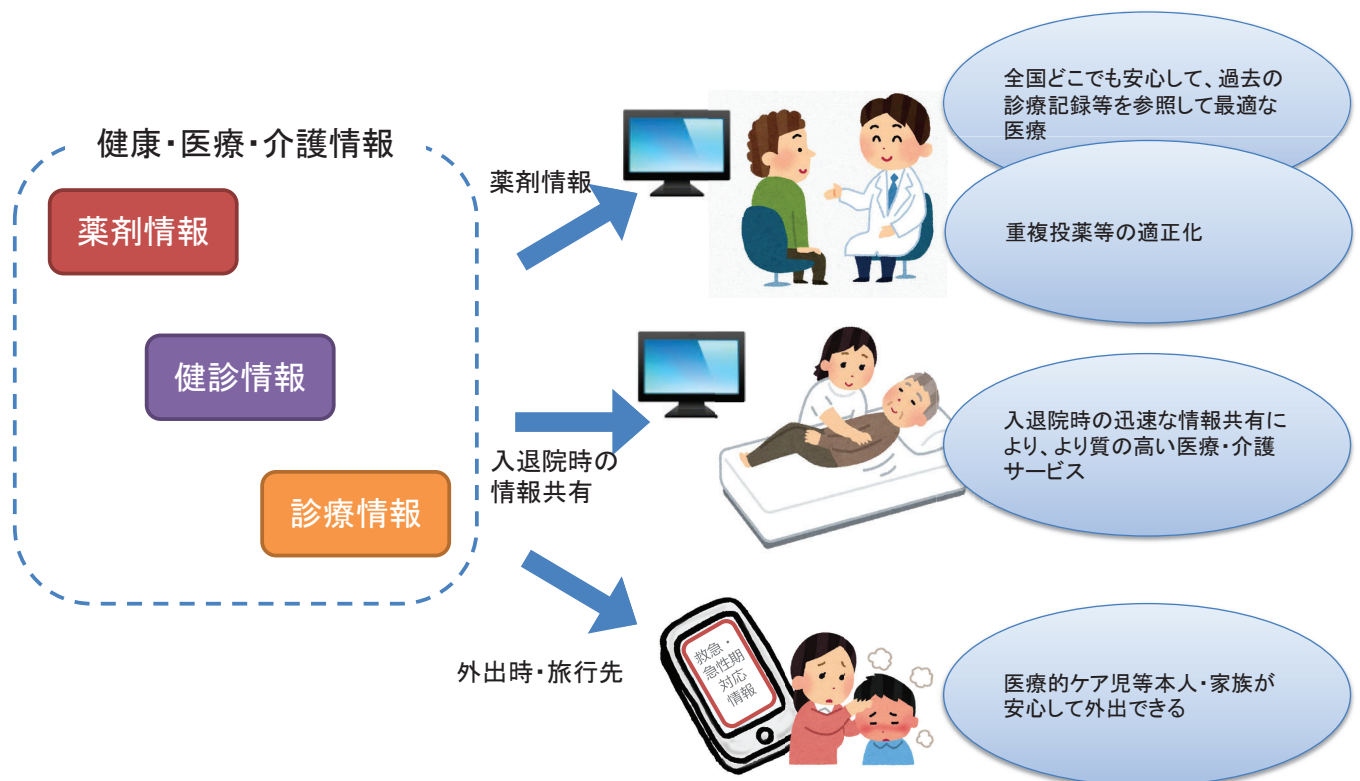 健康・医療・介護情報
薬剤情報
健診情報
診療情報
薬剤情報
全国どこでも安心して、過去の
診療記録等を参照して最適な
医療
重複投薬等の適正化
入退院時の
情報共有
入退院時の迅速な情報共有に
より、より質の高い医療・介護
サービス
外出時・旅行先
救急・
急性期
対応
情報
医療的ケア児等本人・家族が
安心して外出できる